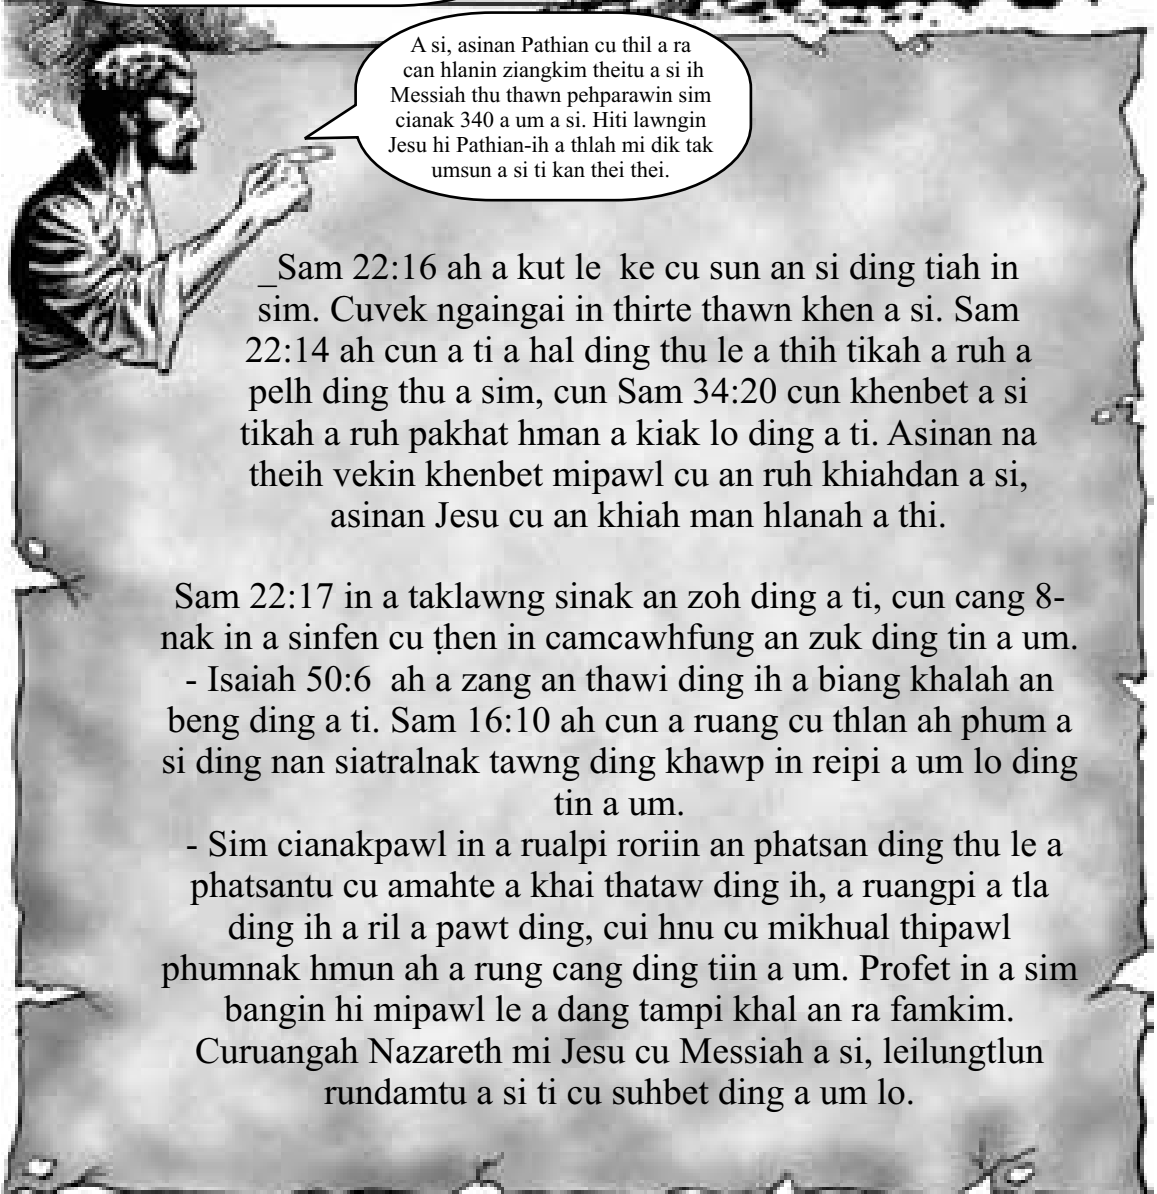 A si, asinan Pathian cu thil a ra
can hlanin ziangkim theitu a si ih
Messiah thu thawn pehparawin sim
cianak 340 a um a si. Hiti lawngin
Jesu hi Pathian-ih a thlah mi dik tak
umsun a si ti kan thei thei.
_Sam 22:16 ah a kut le ke cu sun an si ding tiah in
sim. Cuvek ngaingai in thirte thawn khen a si. Sam
22:14 ah cun a ti a hal ding thu le a thih tikah a ruh a
pelh ding thu a sim, cun Sam 34:20 cun khenbet a si
tikah a ruh pakhat hman a kiak lo ding a ti. Asinan na
theih vekin khenbet mipawl cu an ruh khiahdan a si,
asinan Jesu cu an khiah man hlanah a thi.
Sam 22:17 in a taklawng sinak an zoh ding a ti, cun cang 8-
nak in a sinfen cu ṭhen in camcawhfung an zuk ding tin a um.
- Isaiah 50:6 ah a zang an thawi ding ih a biang khalah an
beng ding a ti. Sam 16:10 ah cun a ruang cu thlan ah phum a
si ding nan siatralnak tawng ding khawp in reipi a um lo ding
tin a um.
- Sim cianakpawl in a rualpi roriin an phatsan ding thu le a
phatsantu cu amahte a khai thataw ding ih, a ruangpi a tla
ding ih a ril a pawt ding, cui hnu cu mikhual thipawl
phumnak hmun ah a rung cang ding tiin a um. Profet in a sim
bangin hi mipawl le a dang tampi khal an ra famkim.
Curuangah Nazareth mi Jesu cu Messiah a si, leilungtlun
rundamtu a si ti cu suhbet ding a um lo.